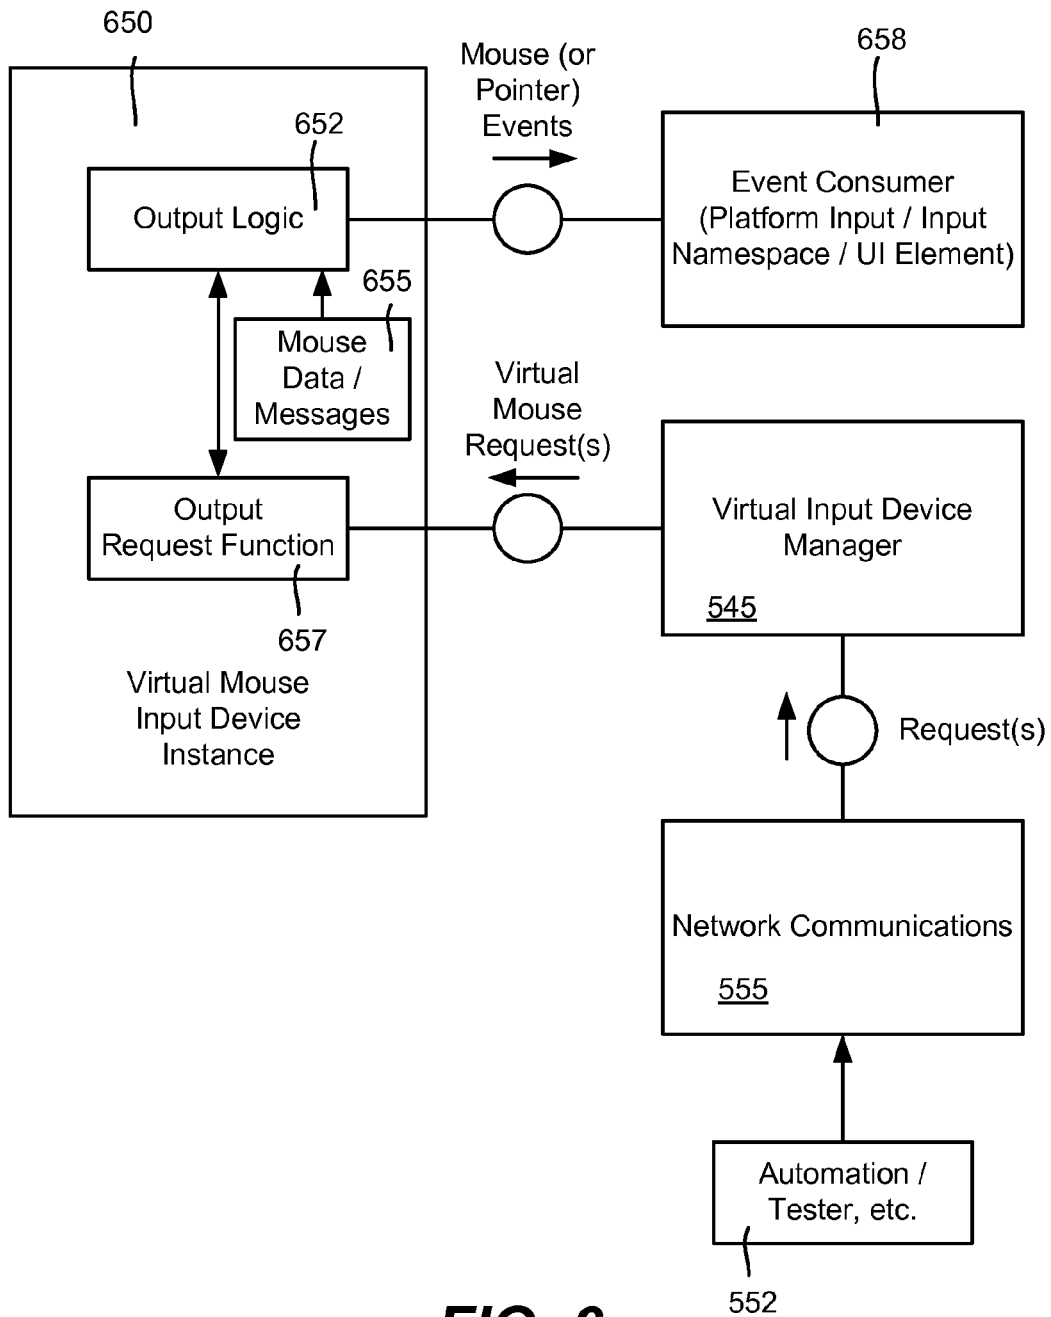 650
652
Output Logic
655
Mouse
Data /
Messages
Output
Request Function
657
Virtual Mouse
Input Device
Instance
Mouse (or
Pointer)
Events
658
Event Consumer
(Platform Input / Input
Namespace / UI Element)
Virtual
Mouse
Request(s)
Virtual Input Device
Manager
545
Request(s)
Network Communications
555
Automation /
Tester, etc.
552